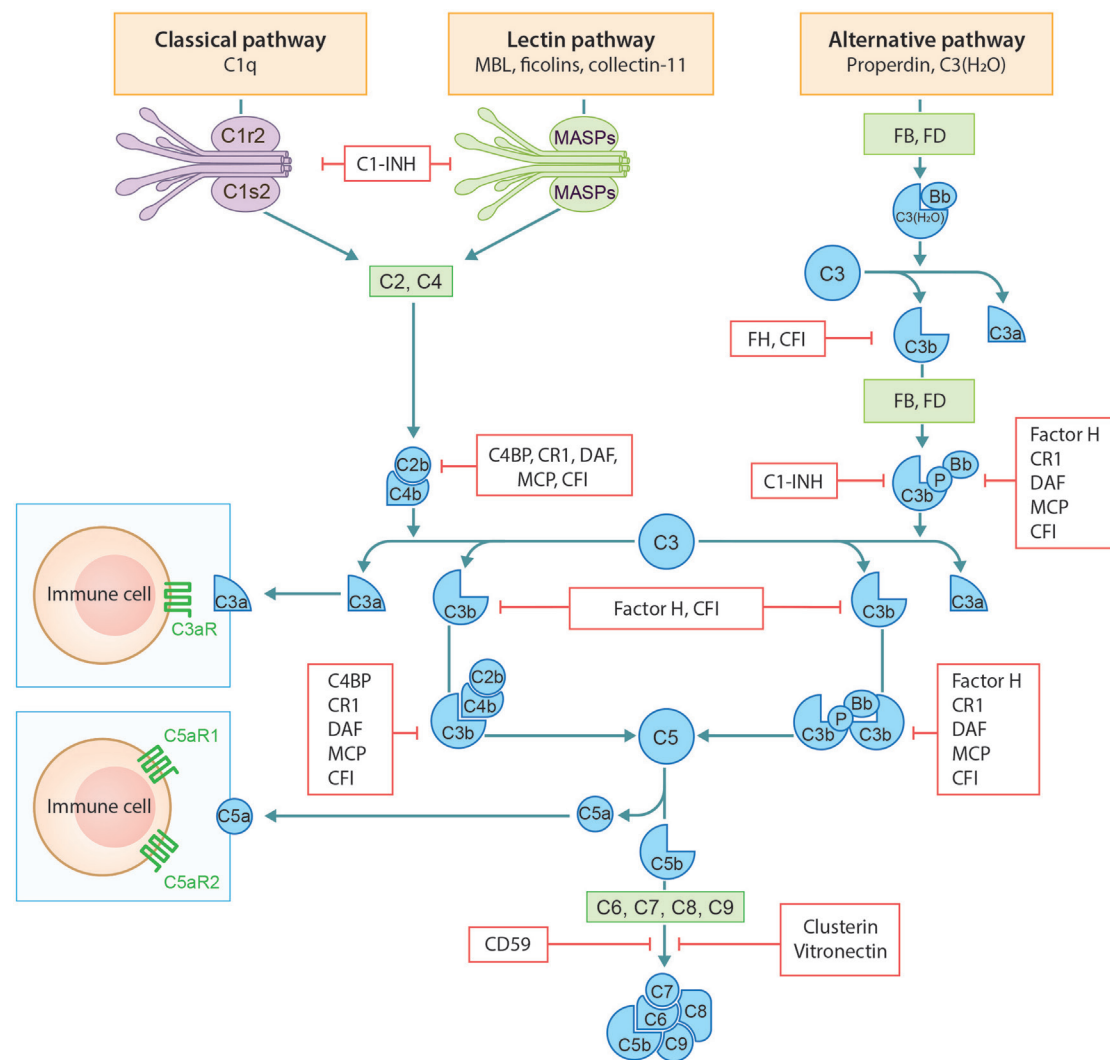 Classical pathway
C1q
Lectin pathway
MBL, ficolins, collectin-11
Alternative pathway
Properdin, C3(H₂O)
C1r2
C1s2
C1-INH
MASPs
MASPs
FB, FD
Bb
C3(H₂O)
C2, C4
C3
C3b
C3a
FH, CFI
FB, FD
C2b
C4b
C4BP, CR1, DAF,
MCP, CFI
C1-INH
C3b
P
Bb
Factor H
CR1
DAF
MCP
CFI
C3
Immune cell
C3aR
C3a
C3a
C3b
Factor H, CFI
C3b
C3a
C4BP
CR1
DAF
MCP
CFI
C2b
C4b
C3b
C5
C3b
P
Bb
C3b
Factor H
CR1
DAF
MCP
CFI
C5aR1
Immune cell
C5aR2
C5a
C5a
C5b
C6, C7, C8, C9
CD59
Clusterin
Vitronectin
C7
C6
C8
C5b
C9